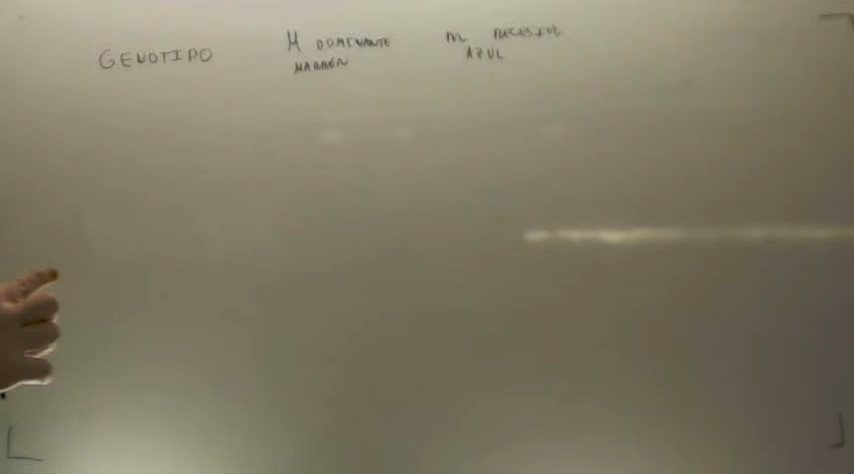 GENOTIPO
M DOMINANTE
MARRÓN
m RECESIVO
AZUL